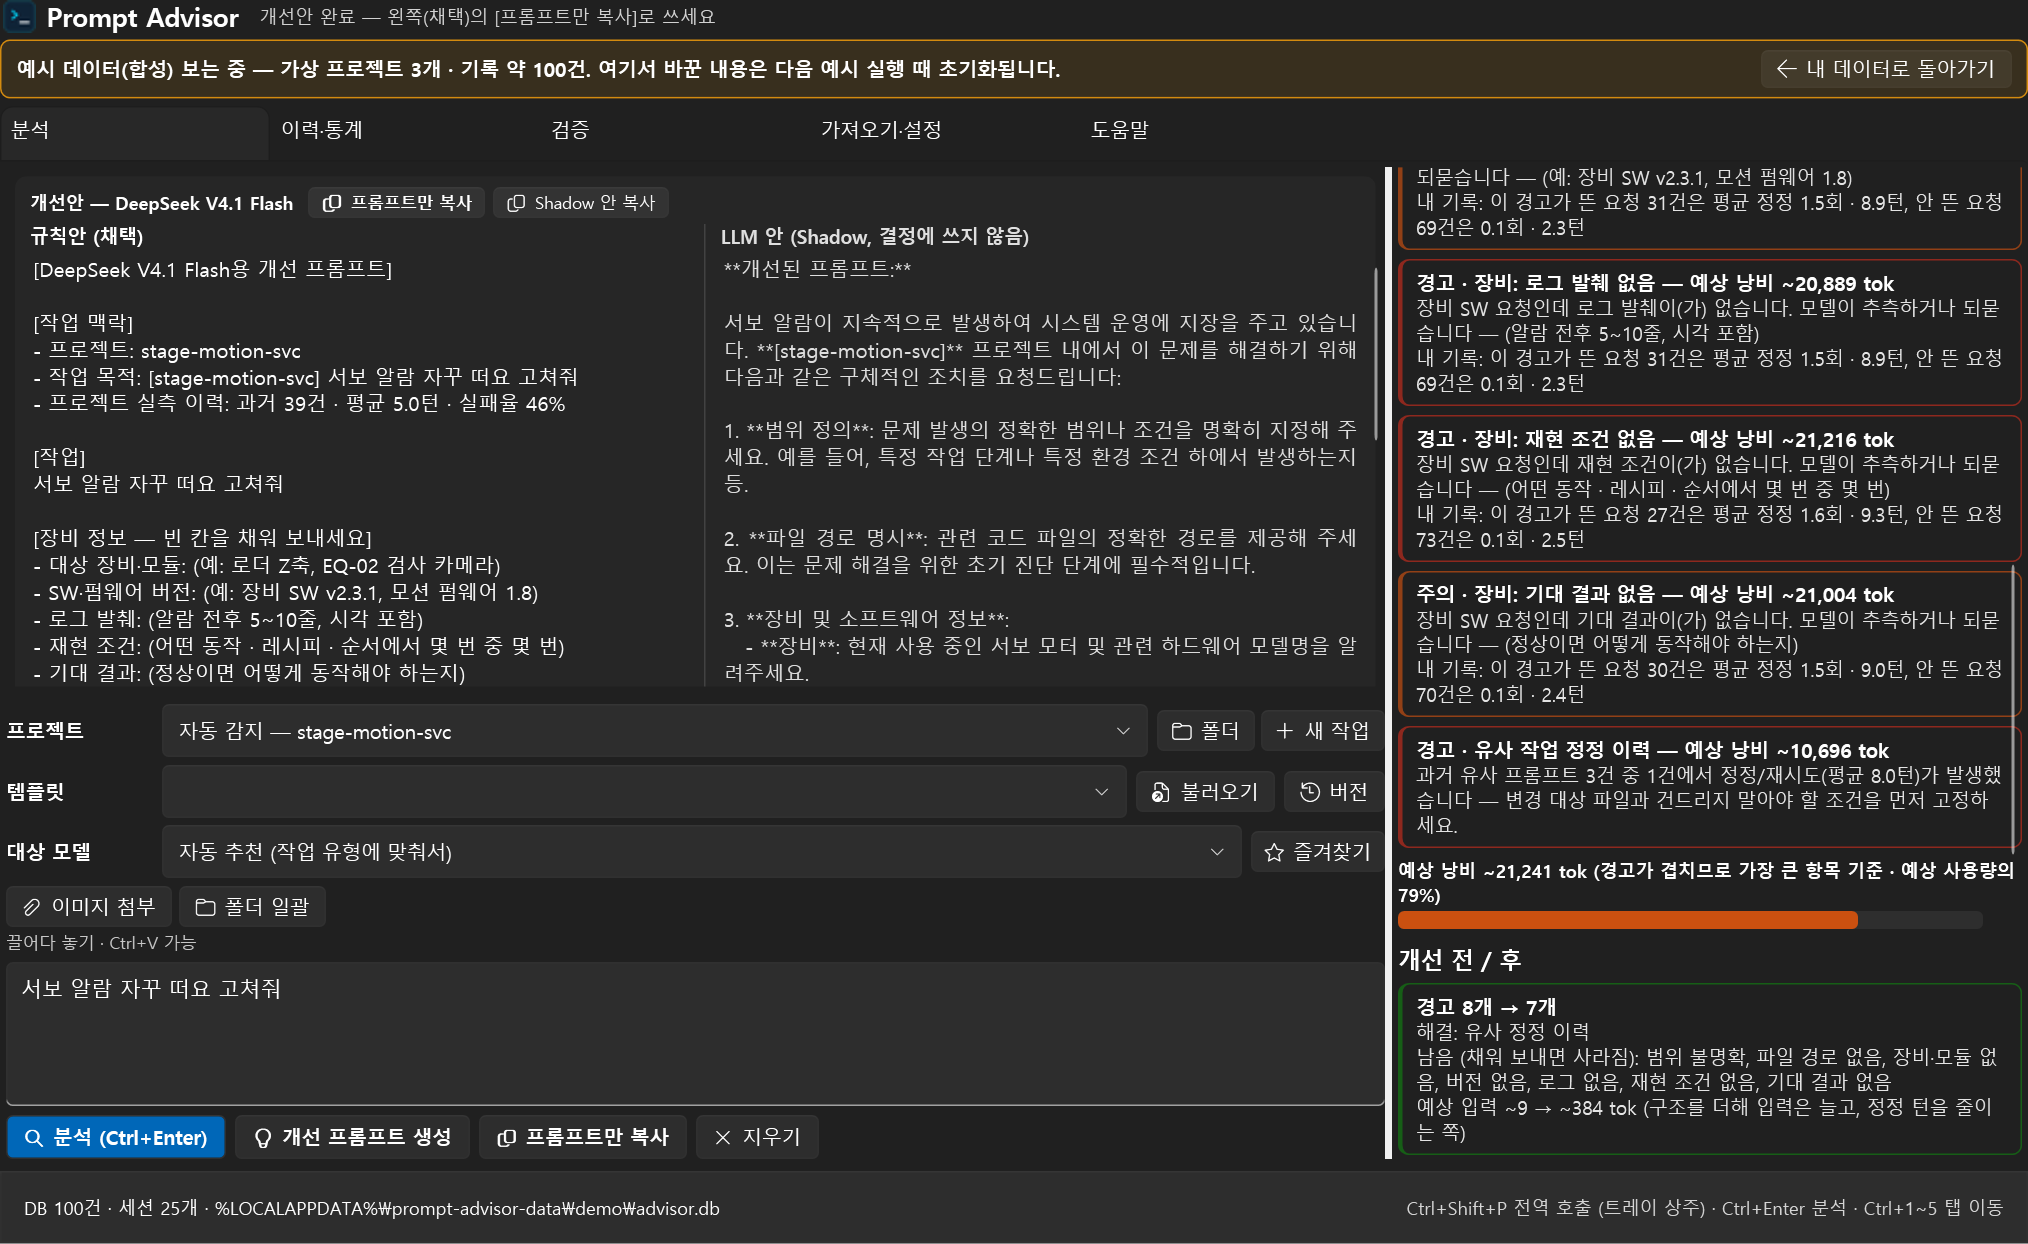 Prompt Advisor 개선안 완료 — 왼쪽(채택)의 [프롬프트만 복사]로 쓰세요
예시 데이터(합성) 보는 중 — 가상 프로젝트 3개 · 기록 약 100건. 여기서 바꾼 내용은 다음 예시 실행 때 초기화됩니다.
← 내 데이터로 돌아가기
분석
이력·통계
검증
가져오기·설정
도움말
개선안 — DeepSeek V4.1 Flash
프롬프트만 복사
Shadow 안 복사
규칙안 (채택)
[DeepSeek V4.1 Flash용 개선 프롬프트]
[작업 맥락]
- 프로젝트: stage-motion-svc
- 작업 목적: [stage-motion-svc] 서보 알람 자꾸 떠요 고쳐줘
- 프로젝트 실측 이력: 과거 39건 · 평균 5.0턴 · 실패율 46%
[작업]
서보 알람 자꾸 떠요 고쳐줘
[장비 정보 — 빈 칸을 채워 보내세요]
- 대상 장비·모듈: (예: 로더 Z축, EQ-02 검사 카메라)
- SW·펌웨어 버전: (예: 장비 SW v2.3.1, 모션 펌웨어 1.8)
- 로그 발췌: (알람 전후 5~10줄, 시각 포함)
- 재현 조건: (어떤 동작 · 레시피 · 순서에서 몇 번 중 몇 번)
- 기대 결과: (정상이면 어떻게 동작해야 하는지)
LLM 안 (Shadow, 결정에 쓰지 않음)
**개선된 프롬프트:**
서보 알람이 지속적으로 발생하여 시스템 운영에 지장을 주고 있습니
다. **[stage-motion-svc]** 프로젝트 내에서 이 문제를 해결하기 위해
다음과 같은 구체적인 조치를 요청드립니다:
1. **범위 정의**: 문제 발생의 정확한 범위나 조건을 명확히 지정해 주
세요. 예를 들어, 특정 작업 단계나 특정 환경 조건 하에서 발생하는지
등.
2. **파일 경로 명시**: 관련 코드 파일의 정확한 경로를 제공해 주세
요. 이는 문제 해결을 위한 초기 진단 단계에 필수적입니다.
3. **장비 및 소프트웨어 정보**:
- **장비**: 현재 사용 중인 서보 모터 및 관련 하드웨어 모델명을 알
려주세요.
프로젝트
자동 감지 — stage-motion-svc
폴더
+ 새 작업
템플릿
불러오기
버전
대상 모델
자동 추천 (작업 유형에 맞춰서)
즐겨찾기
이미지 첨부
폴더 일괄
끌어다 놓기 · Ctrl+V 가능
서보 알람 자꾸 떠요 고쳐줘
분석 (Ctrl+Enter)
개선 프롬프트 생성
프롬프트만 복사
지우기
되묻습니다 — (예: 장비 SW v2.3.1, 모션 펌웨어 1.8)
내 기록: 이 경고가 뜬 요청 31건은 평균 정정 1.5회 · 8.9턴, 안 뜬 요청
69건은 0.1회 · 2.3턴
경고 · 장비: 로그 발췌 없음 — 예상 낭비 ~20,889 tok
장비 SW 요청인데 로그 발췌이(가) 없습니다. 모델이 추측하거나 되묻
습니다 — (알람 전후 5~10줄, 시각 포함)
내 기록: 이 경고가 뜬 요청 31건은 평균 정정 1.5회 · 8.9턴, 안 뜬 요청
69건은 0.1회 · 2.3턴
경고 · 장비: 재현 조건 없음 — 예상 낭비 ~21,216 tok
장비 SW 요청인데 재현 조건이(가) 없습니다. 모델이 추측하거나 되묻
습니다 — (어떤 동작 · 레시피 · 순서에서 몇 번 중 몇 번)
내 기록: 이 경고가 뜬 요청 27건은 평균 정정 1.6회 · 9.3턴, 안 뜬 요청
73건은 0.1회 · 2.5턴
주의 · 장비: 기대 결과 없음 — 예상 낭비 ~21,004 tok
장비 SW 요청인데 기대 결과이(가) 없습니다. 모델이 추측하거나 되묻
습니다 — (정상이면 어떻게 동작해야 하는지)
내 기록: 이 경고가 뜬 요청 30건은 평균 정정 1.5회 · 9.0턴, 안 뜬 요청
70건은 0.1회 · 2.4턴
경고 · 유사 작업 정정 이력 — 예상 낭비 ~10,696 tok
과거 유사 프롬프트 3건 중 1건에서 정정/재시도(평균 8.0턴)가 발생했
습니다 — 변경 대상 파일과 건드리지 말아야 할 조건을 먼저 고정하
세요.
예상 낭비 ~21,241 tok (경고가 겹치므로 가장 큰 항목 기준 · 예상 사용량의
79%)
개선 전 / 후
경고 8개 → 7개
해결: 유사 정정 이력
남음 (채워 보내면 사라짐): 범위 불명확, 파일 경로 없음, 장비·모듈 없
음, 버전 없음, 로그 없음, 재현 조건 없음, 기대 결과 없음
예상 입력 ~9 → ~384 tok (구조를 더해 입력은 늘고, 정정 턴을 줄이
는 쪽)
DB 100건 · 세션 25개 · %LOCALAPPDATA%₩prompt-advisor-data₩demo₩advisor.db
Ctrl+Shift+P 전역 호출 (트레이 상주) · Ctrl+Enter 분석 · Ctrl+1~5 탭 이동